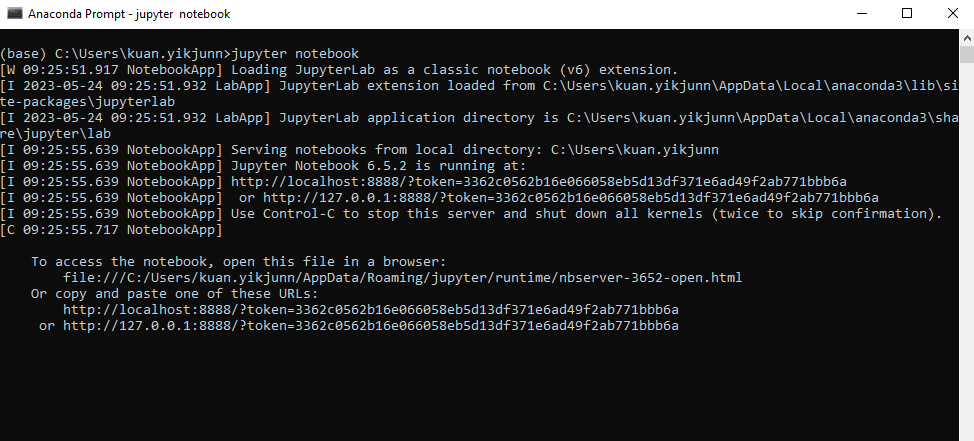 Anaconda Prompt - jupyter notebook
(base) C:\Users\kuan.yikjunn>jupyter notebook
[W 09:25:51.917 NotebookApp] Loading JupyterLab as a classic notebook (v6) extension.
[I 2023-05-24 09:25:51.932 LabApp] JupyterLab extension loaded from C:\Users\kuan.yikjunn\AppData\Local\anaconda3\lib\si
te-packages\jupyterlab
[I 2023-05-24 09:25:51.932 LabApp] JupyterLab application directory is C:\Users\kuan.yikjunn\AppData\Local\anaconda3\sha
re\jupyter\lab
[I 09:25:55.639 NotebookApp] Serving notebooks from local directory: C:\Users\kuan.yikjunn
[I 09:25:55.639 NotebookApp] Jupyter Notebook 6.5.2 is running at:
[I 09:25:55.639 NotebookApp] http://localhost:8888/?token=3362c0562b16e066058eb5d13df371e6ad49f2ab771bbb6a
[I 09:25:55.639 NotebookApp]  or http://127.0.0.1:8888/?token=3362c0562b16e066058eb5d13df371e6ad49f2ab771bbb6a
[I 09:25:55.639 NotebookApp] Use Control-C to stop this server and shut down all kernels (twice to skip confirmation).
[C 09:25:55.717 NotebookApp]
To access the notebook, open this file in a browser:
file:///C:/Users/kuan.yikjunn/AppData/Roaming/jupyter/runtime/nbserver-3652-open.html
Or copy and paste one of these URLs:
http://localhost:8888/?token=3362c0562b16e066058eb5d13df371e6ad49f2ab771bbb6a
or http://127.0.0.1:8888/?token=3362c0562b16e066058eb5d13df371e6ad49f2ab771bbb6a